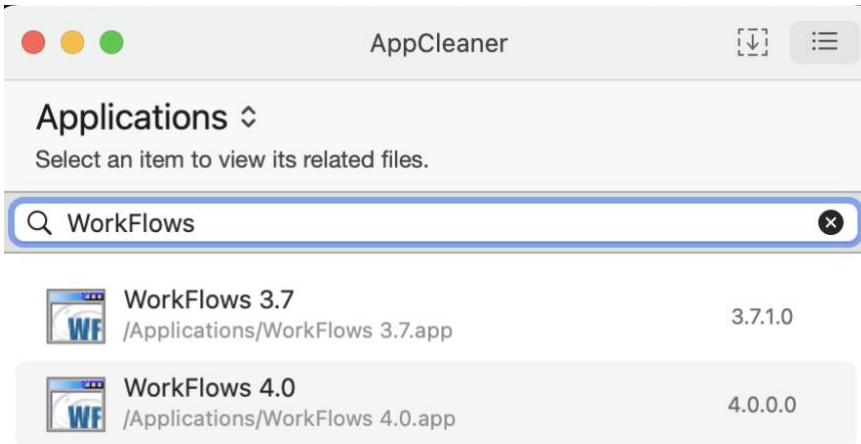 AppCleaner
Applications
Select an item to view its related files.
WorkFlows
WF
WorkFlows 3.7
/Applications/WorkFlows 3.7.app
3.7.1.0
WF
WorkFlows 4.0
/Applications/WorkFlows 4.0.app
4.0.0.0